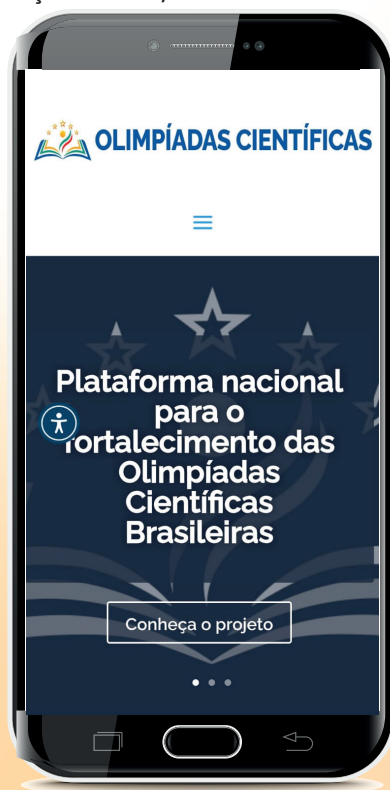 OLIMPÍADAS CIENTÍFICAS
Plataforma nacional
para o
fortalecimento das
Olimpíadas
Científicas
Brasileiras
Conheça o projeto